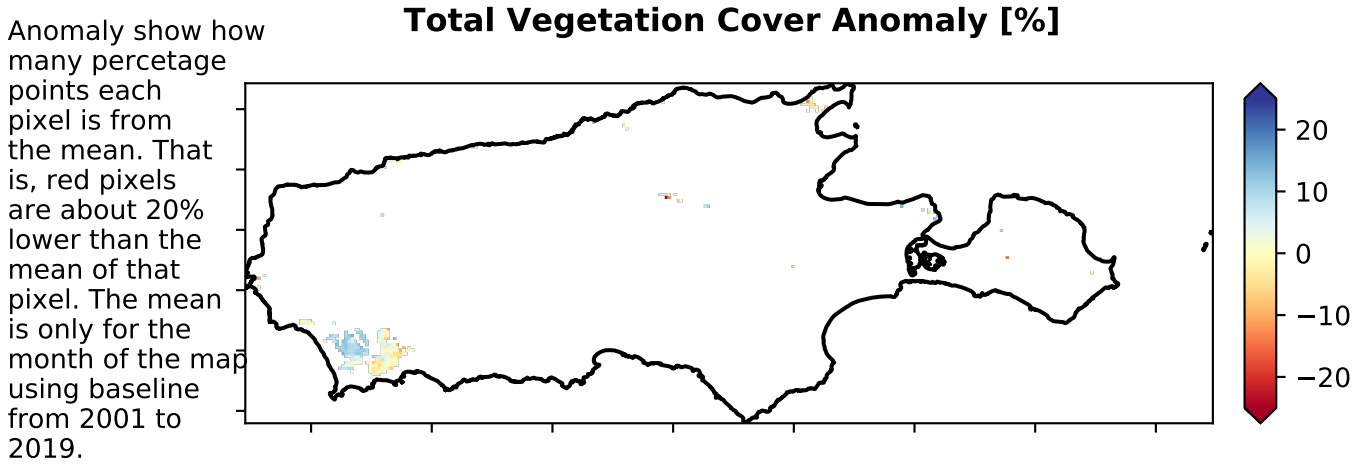 Total Vegetation Cover Anomaly [%]
Anomaly show how
many percetage
points each
pixel is from
the mean. That
is, red pixels
are about 20%
lower than the
mean of that
pixel. The mean
is only for the
month of the map
using baseline
from 2001 to
2019.
20
10
0
−10
−20